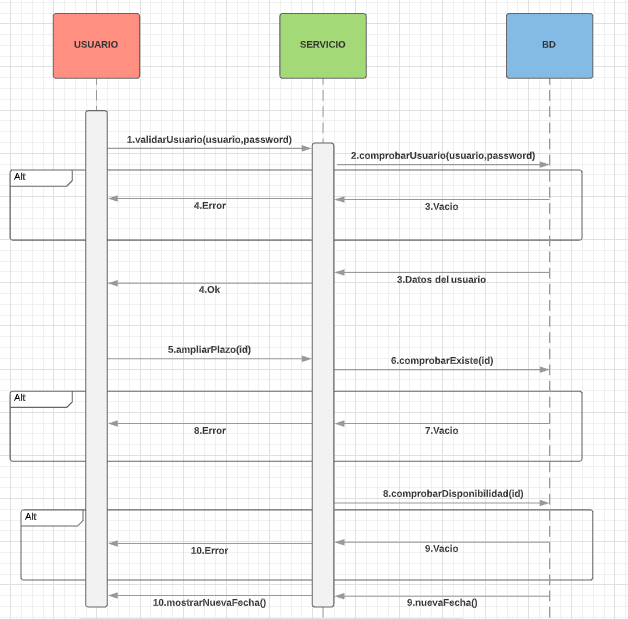 USUARIO
SERVICIO
BD
1.validarUsuario(usuario,password)
2.comprobarUsuario(usuario,password)
Alt
4.Error
3.Vacio
3.Datos del usuario
4.Ok
5.ampliarPlazo(id)
6.comprobarExiste(id)
Alt
8.Error
7.Vacio
8.comprobarDisponibilidad(id)
Alt
10.Error
9.Vacio
10.mostrarNuevaFecha()
9.nuevaFecha()